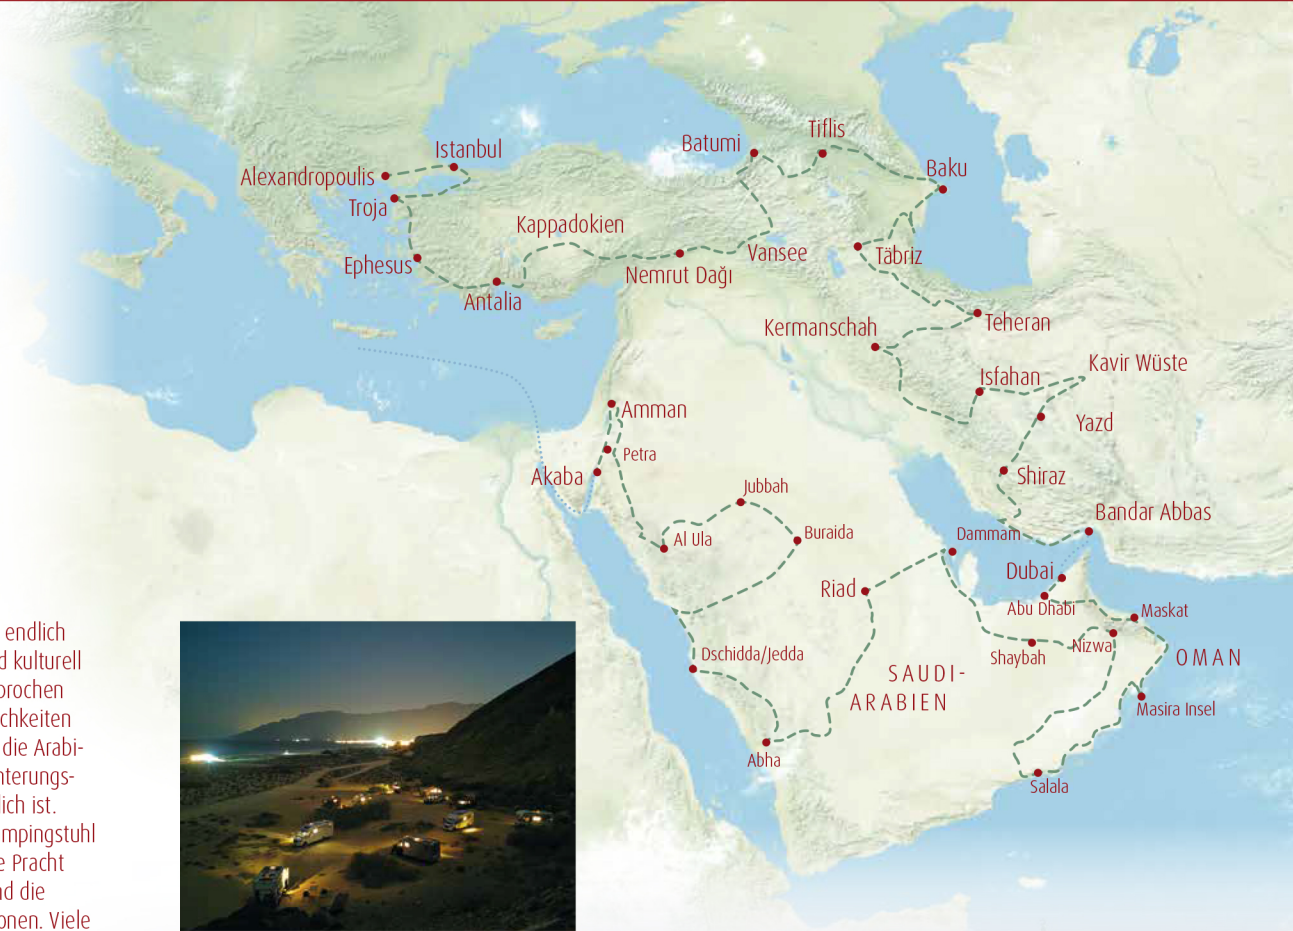 Tiflis
Batumi
Istanbul
Baku
Alexandropoulis
Troja
Kappadokien
Vansee
Täbriz
Ephesus
Nemrut Dağı
Antalia
Teheran
Kermanschah
Kavir Wüste
Isfahan
Amman
Yazd
Petra
Akaba
Shiraz
Jubbah
Bandar Abbas
Al Ula
Buraida
Dammam
Dubai
Riad
Abu Dhabi
Maskat
Nizwa
Dschidda/Jedda
Shaybah
OMAN
SAUDI-
ARABIEN
Masira Insel
Abha
Salala
endlich
d kulturell
orochen
chkeiten
die Arabi-
nterungs-
lich ist.
mpingstuhl
e Pracht
nd die
onen. Viele